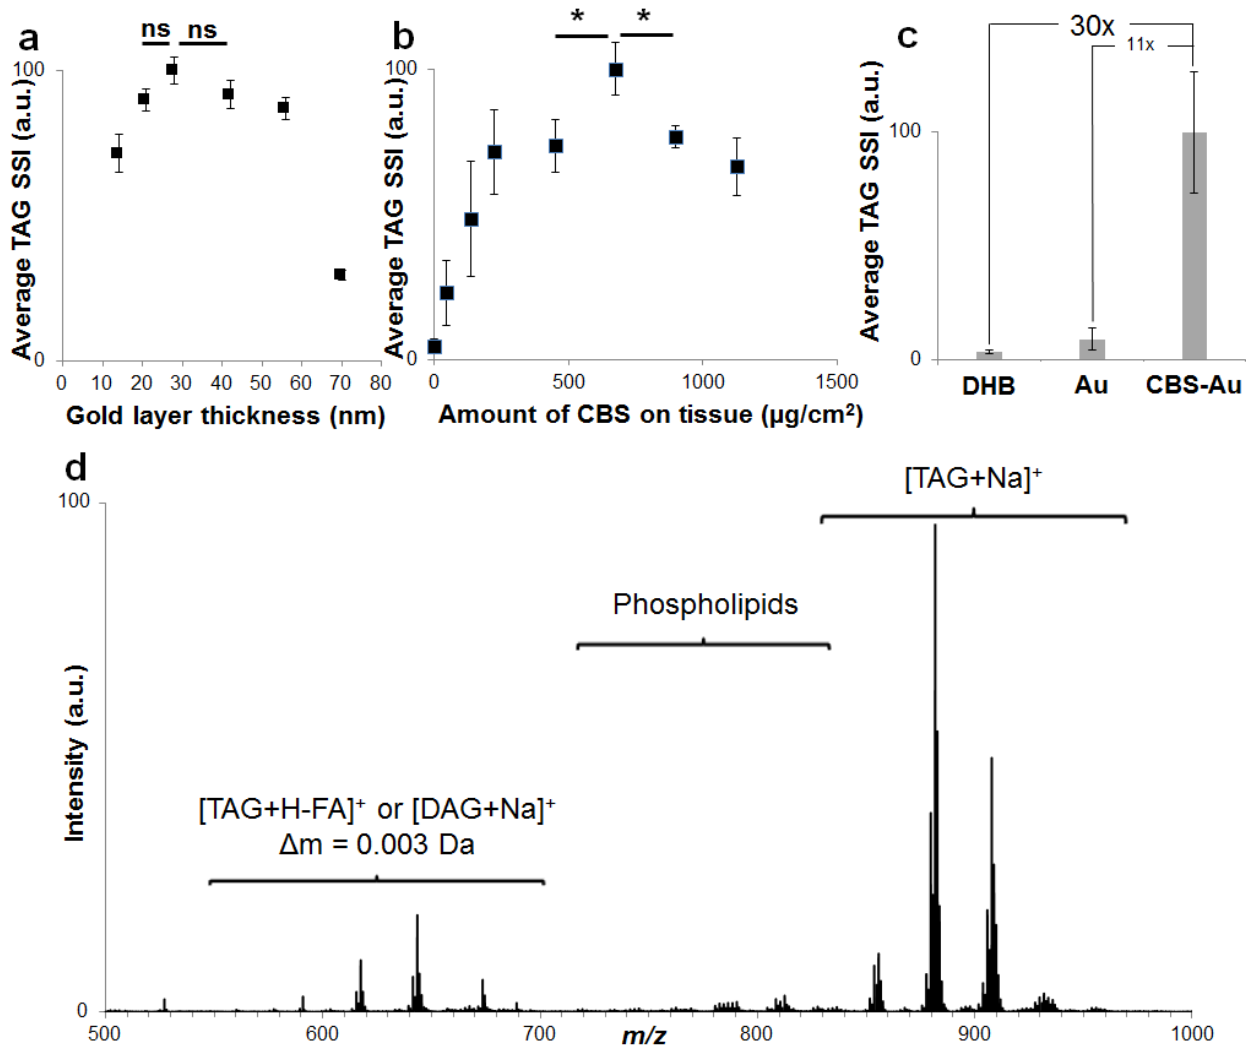 a
ns
ns
Average TAG SSI (a.u.)
100
0
0 10 20 30 40 50 60 70 80
Gold layer thickness (nm)
b
*
*
Average TAG SSI (a.u.)
100
0
0 500 1000 1500
Amount of CBS on tissue (µg/cm²)
c
30x
11x
Average TAG SSI (a.u.)
100
0
DHB Au CBS-Au
d
100
0
Intensity (a.u.)
[TAG+Na]⁺
Phospholipids
[TAG+H-FA]⁺ or [DAG+Na]⁺
Δm = 0.003 Da
500 600 700 800 900 1000
m/z